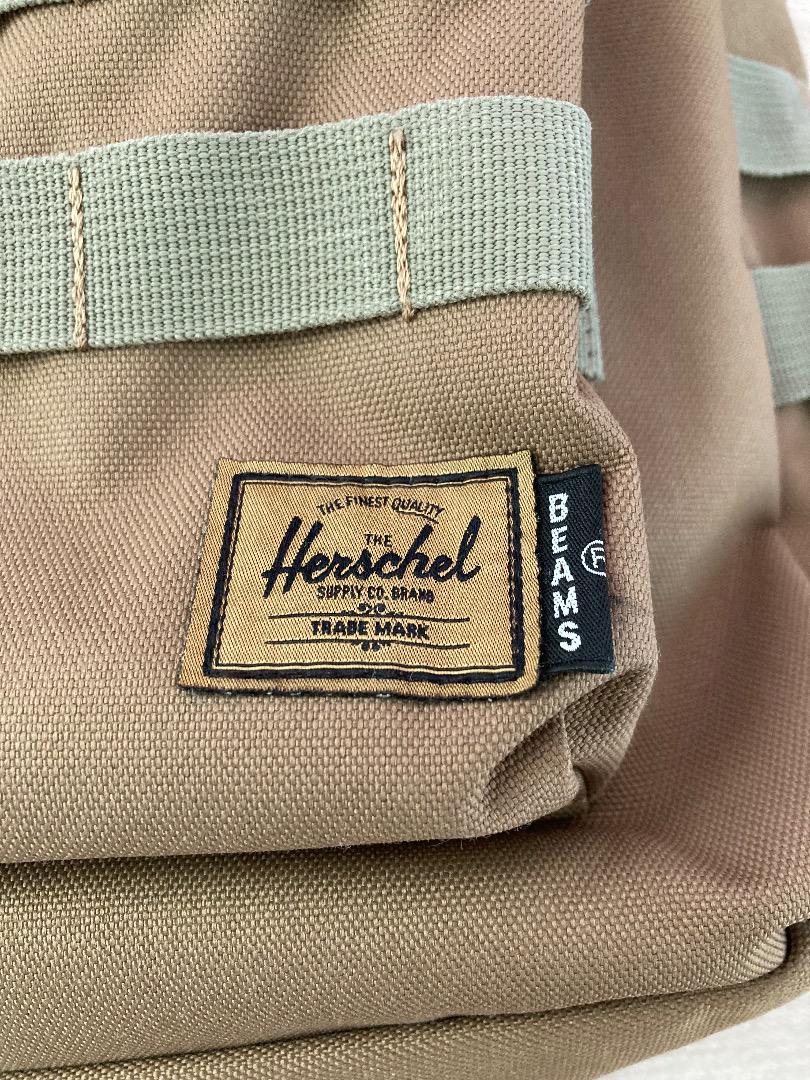 THE FINEST QUALITY
THE
Herschel
SUPPLY CO. BRAND
TRADE MARK
BEAMS
®